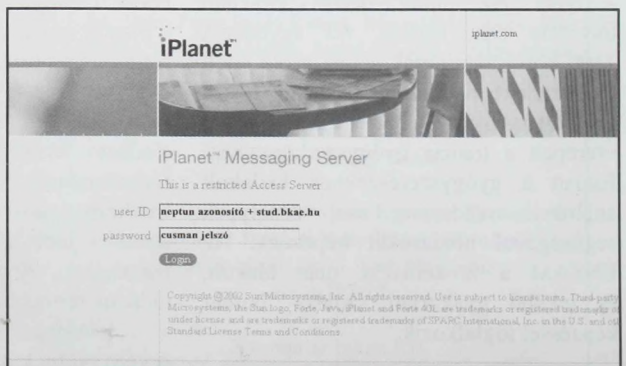 iPlanet™
iplanet.com
iPlanet™ Messaging Server
This is a restricted Access Server
user ID neptun azonosító + stud.bkae.hu
password cusman jelszó
Login
Copyright ©2002 Sun Microsystems, Inc. All rights reserved. Use is subject to license terms. Third-party
Microsystems, the Sun logo, Forte, Java, iPlanet and Forte 4GL are trademarks or registered trademarks of
under license and are trademarks or registered trademarks of SPARC International, Inc. in the U.S. and oth
Standard License Terms and Conditions.